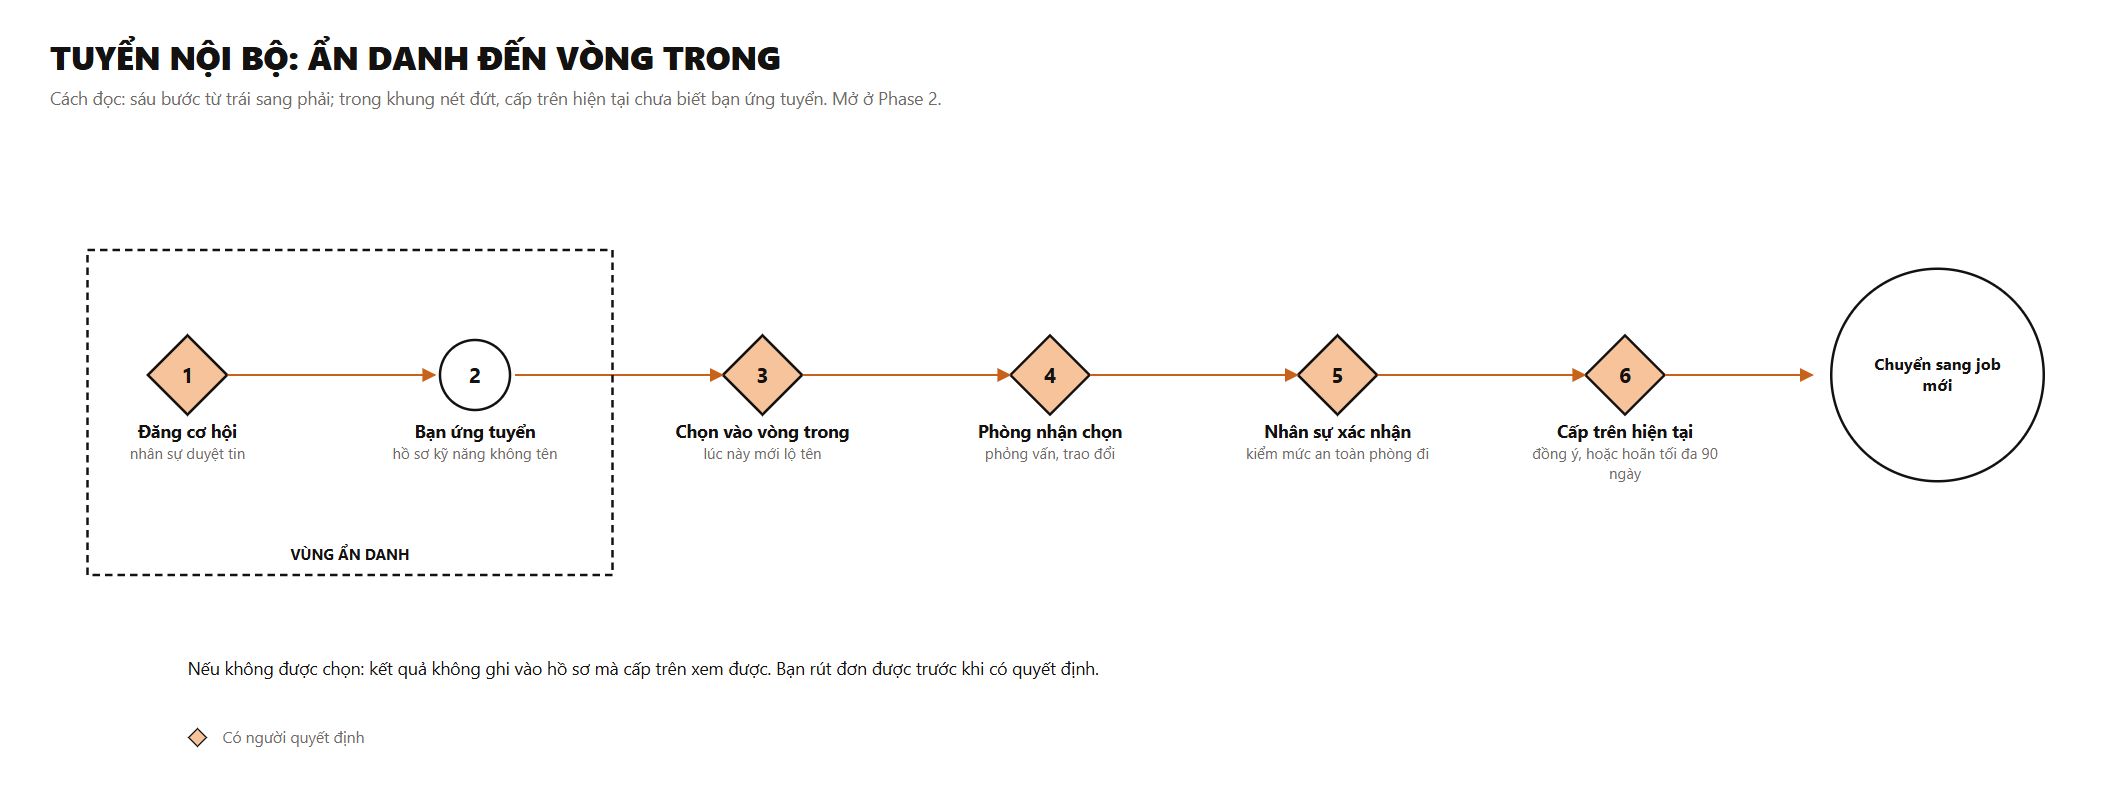 TUYỂN NỘI BỘ: ẨN DANH ĐẾN VÒNG TRONG
Cách đọc: sáu bước từ trái sang phải; trong khung nét đứt, cấp trên hiện tại chưa biết bạn ứng tuyển. Mở ở Phase 2.
1
Đăng cơ hội
nhân sự duyệt tin
2
Bạn ứng tuyển
hồ sơ kỹ năng không tên
VÙNG ẨN DANH
3
Chọn vào vòng trong
lúc này mới lộ tên
4
Phòng nhận chọn
phỏng vấn, trao đổi
5
Nhân sự xác nhận
kiểm mức an toàn phòng đi
6
Cấp trên hiện tại
đồng ý, hoặc hoãn tối đa 90
ngày
Chuyển sang job
mới
Nếu không được chọn: kết quả không ghi vào hồ sơ mà cấp trên xem được. Bạn rút đơn được trước khi có quyết định.
Có người quyết định